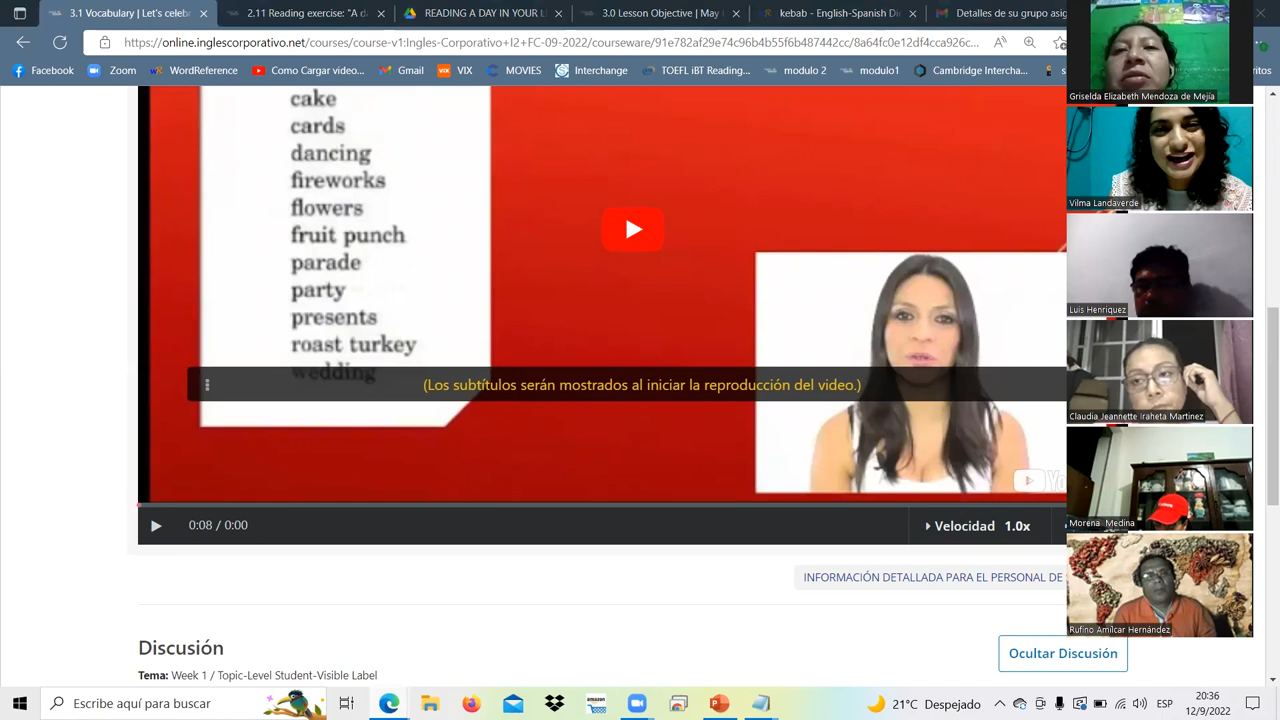 3.1 Vocabulary | Let's celebr
2.11 Reading exercise: "A da
READING A DAY IN OUR L
3.0 Lesson Objective | May I
kebab - English-Spanish
Detalles de su grupo asig
https://online.inglescorporativo.net/courses/course-v1:Ingles-Corporativo+I2+FC-09-2022/courseware/91e782af29e74c96b4b55f6b487442cc/8a64fc0e12df4cca926c...
Facebook
Zoom
WordReference
Como Cargar video...
Gmail
VIX
MOVIES
Interchange
TOEFL iBT Reading...
modulo 2
modulo1
Cambridge Intercha...
ritos
cake
cards
dancing
fireworks
flowers
fruit punch
parade
party
presents
roast turkey
wedding
(Los subtítulos serán mostrados al iniciar la reproducción del video.)
0:08 / 0:00
Velocidad 1.0x
INFORMACIÓN DETALLADA PARA EL PERSONAL DE
Discusión
Tema: Week 1 / Topic-Level Student-Visible Label
Ocultar Discusión
Griselda Elizabeth Mendoza de Mejía
Vilma Landaverde
Luis Henriquez
Claudia Jeannette Iraheta Martinez
Morena Medina
Rufino Amílcar Hernández
Escribe aquí para buscar
21°C Despejado
ESP
20:36
12/9/2022